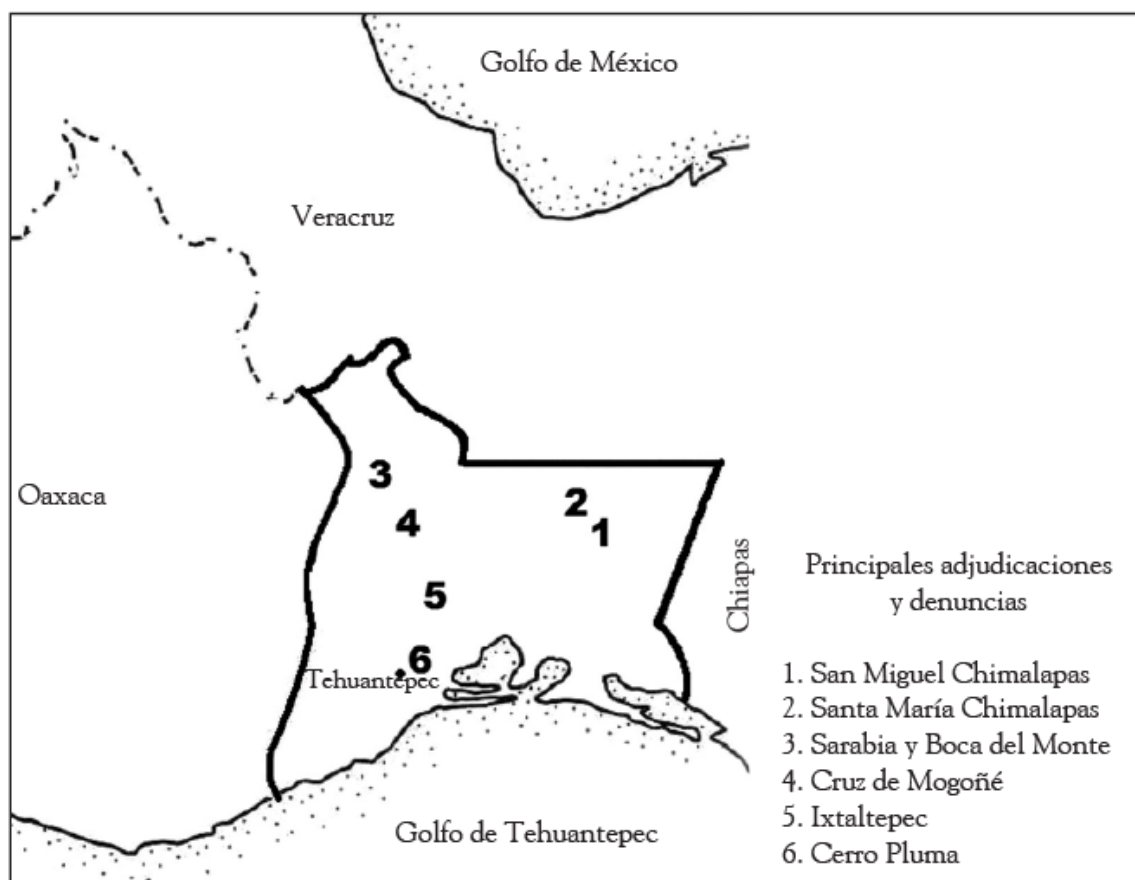 Golfo de México
Veracruz
3
2
Oaxaca
4
1
Chiapas
5
6
Tehuantepec
Golfo de Tehuantepec
Principales adjudicaciones
y denuncias
1. San Miguel Chimalapas
2. Santa María Chimalapas
3. Sarabia y Boca del Monte
4. Cruz de Mogoñé
5. Ixtaltepec
6. Cerro Pluma